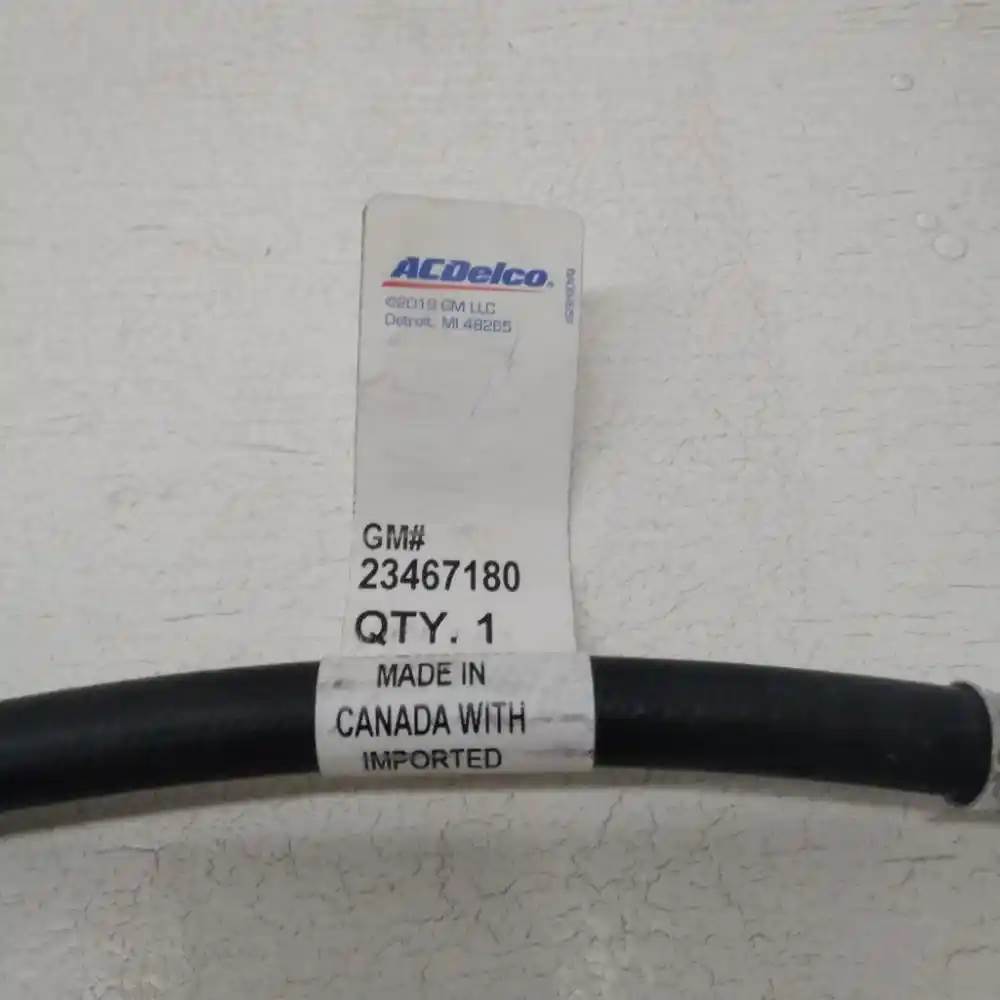 ACDelco®
©2019 GM LLC
Detroit, MI 48265
GM#
23467180
QTY. 1
MADE IN
CANADA WITH
IMPORTED